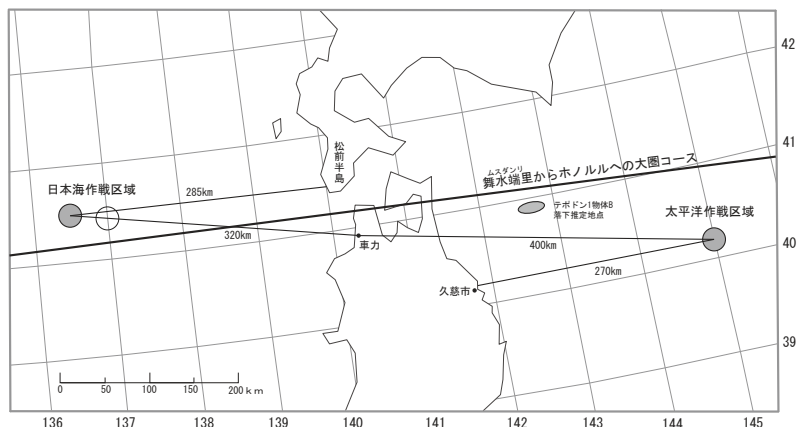 42
41
40
39
松前半島
ムスダンリ
舞水端里からホノルルへの大圏コース
日本海作戦区域
285km
テポドン1物体B
落下推定地点
太平洋作戦区域
320km
車力
400km
270km
久慈市
0 50 100 150 200km
136 137 138 139 140 141 142 143 144 145